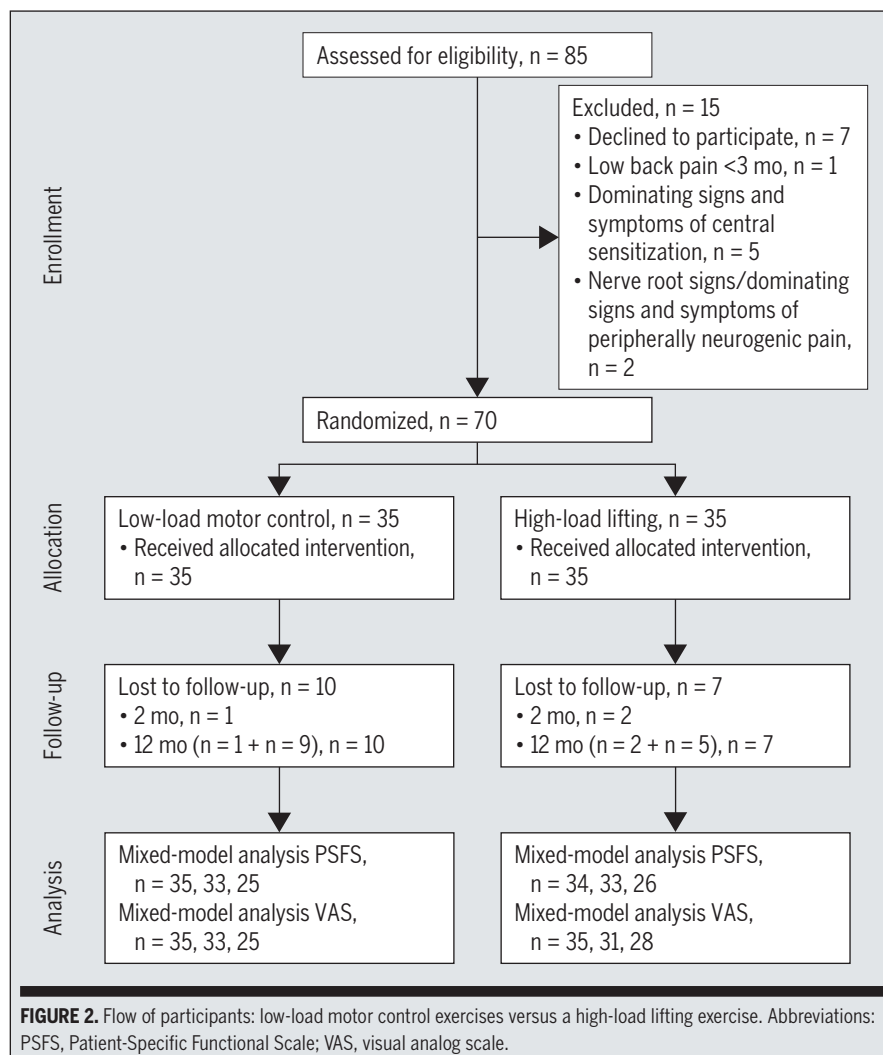 Assessed for eligibility, n = 85
Excluded, n = 15
• Declined to participate, n = 7
• Low back pain <3 mo, n = 1
• Dominating signs and
symptoms of central
sensitization, n = 5
• Nerve root signs/dominating
signs and symptoms of
peripherally neurogenic pain,
n = 2
Enrollment
Randomized, n = 70
Allocation
Low-load motor control, n = 35
• Received allocated intervention,
n = 35
High-load lifting, n = 35
• Received allocated intervention,
n = 35
Follow-up
Lost to follow-up, n = 10
• 2 mo, n = 1
• 12 mo (n = 1 + n = 9), n = 10
Lost to follow-up, n = 7
• 2 mo, n = 2
• 12 mo (n = 2 + n = 5), n = 7
Analysis
Mixed-model analysis PSFS,
n = 35, 33, 25
Mixed-model analysis VAS,
n = 35, 33, 25
Mixed-model analysis PSFS,
n = 34, 33, 26
Mixed-model analysis VAS,
n = 35, 31, 28
FIGURE 2. Flow of participants: low-load motor control exercises versus a high-load lifting exercise. Abbreviations:
PSFS, Patient-Specific Functional Scale; VAS, visual analog scale.